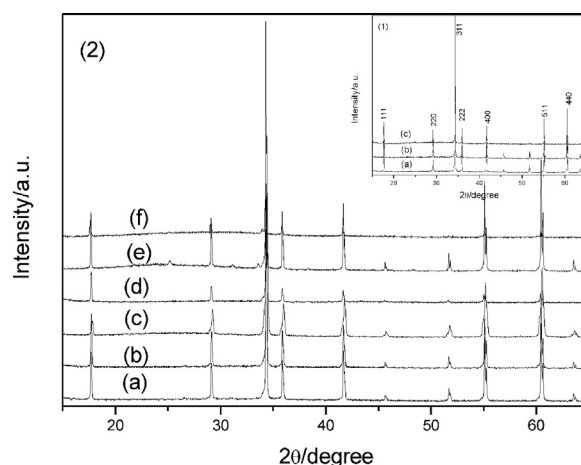 (2)
Intensity/a.u.
(f)
(e)
(d)
(c)
(b)
(a)
20 30 40 50 60
2θ/degree
(1)
Intensity/a.u.
111
220
311
222
400
511
440
(c)
(b)
(a)
20 30 40 50 60
2θ/degree